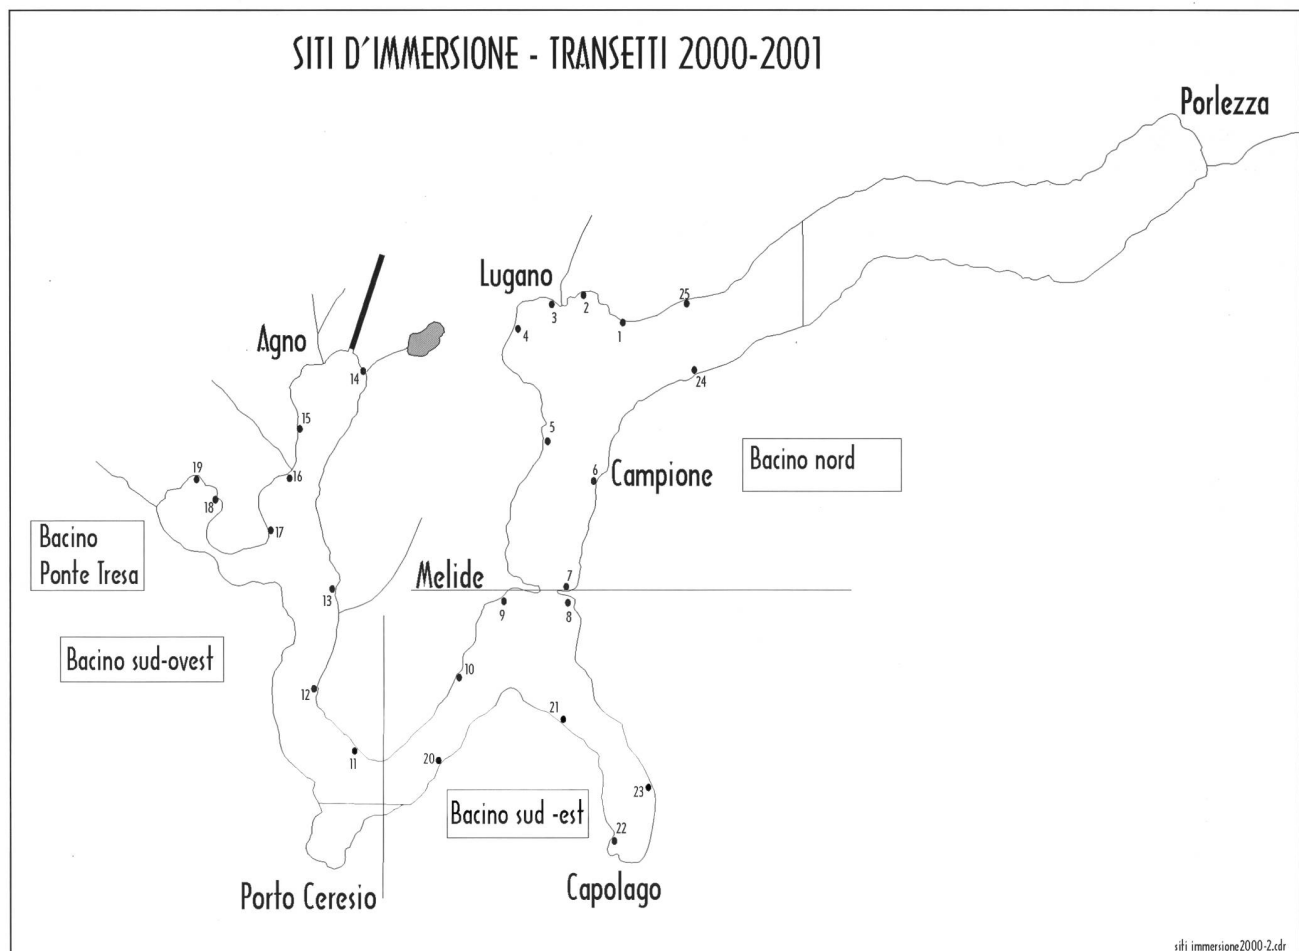 SITI D'IMMERSIONE - TRANSETTI 2000-2001
Porlezza
Lugano
25
2
3
1
4
Agno
14
24
15
5
19
16
6
Campione
Bacino nord
18
17
Bacino
Ponte Tresa
Melide
7
13
9
8
Bacino sud-ovest
10
12
21
11
20
23
Bacino sud -est
22
Porto Ceresio
Capolago
siti immersione2000-2.cdr